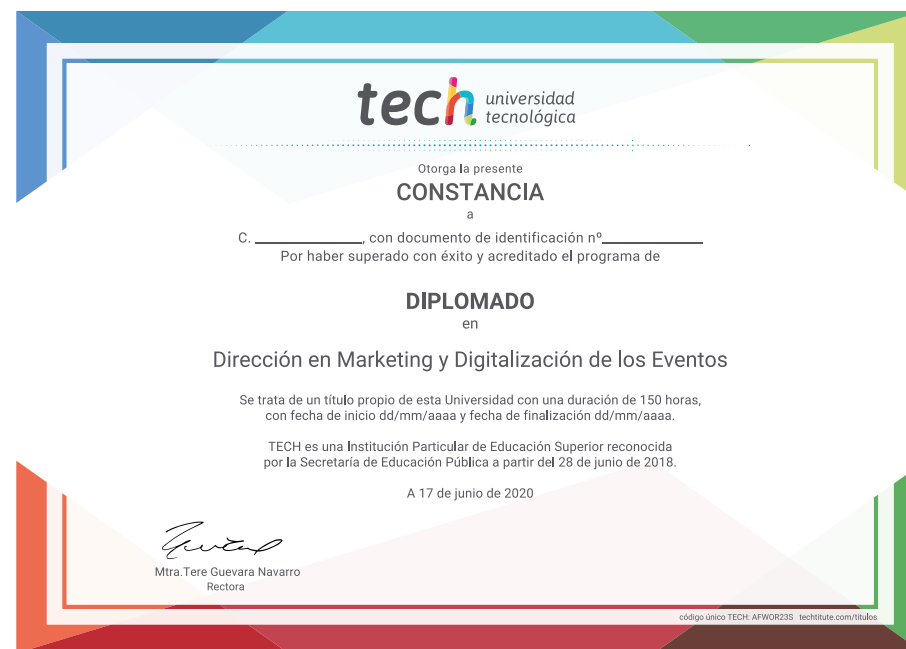 tech universidad
tecnológica
Otorga la presente
CONSTANCIA
a
C. ____________, con documento de identificación nº____________
Por haber superado con éxito y acreditado el programa de
DIPLOMADO
en
Dirección en Marketing y Digitalización de los Eventos
Se trata de un título propio de esta Universidad con una duración de 150 horas,
con fecha de inicio dd/mm/aaaa y fecha de finalización dd/mm/aaaa.
TECH es una Institución Particular de Educación Superior reconocida
por la Secretaría de Educación Pública a partir del 28 de junio de 2018.
A 17 de junio de 2020
Mtra.Tere Guevara Navarro
Rectora
código único TECH: AFWOR23S techtitute.com/titulos